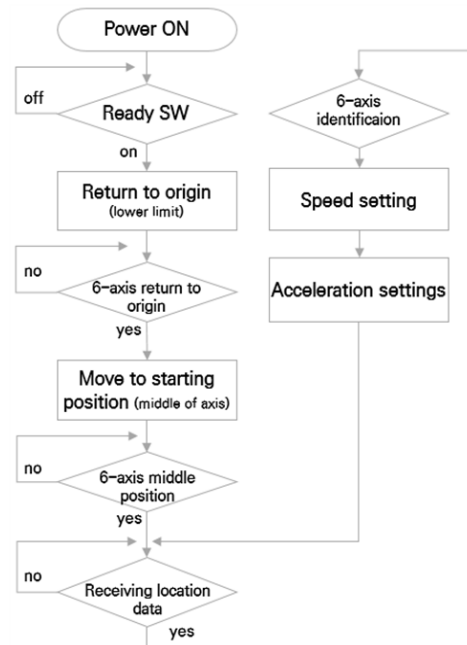 Power ON
off
Ready SW
on
Return to origin
(lower limit)
no
6-axis return to
origin
yes
Move to starting
position (middle of axis)
no
6-axis middle
position
yes
no
Receiving location
data
yes
6-axis
identificaion
Speed setting
Acceleration settings